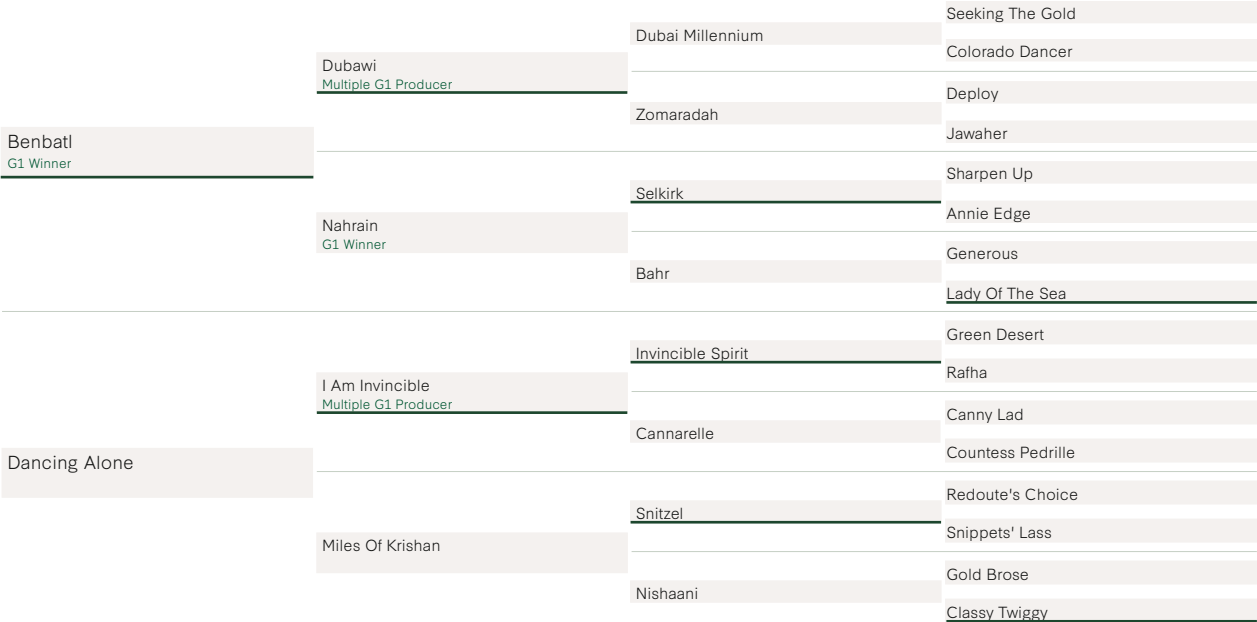 Benbatl
G1 Winner
Dancing Alone
Dubawi
Multiple G1 Producer
Nahrain
G1 Winner
I Am Invincible
Multiple G1 Producer
Miles Of Krishan
Dubai Millennium
Zomaradah
Selkirk
Bahr
Invincible Spirit
Cannarelle
Snitzel
Nishaani
Seeking The Gold
Colorado Dancer
Deploy
Jawaher
Sharpen Up
Annie Edge
Generous
Lady Of The Sea
Green Desert
Rafha
Canny Lad
Countess Pedrille
Redoute's Choice
Snippets' Lass
Gold Brose
Classy Twiggy